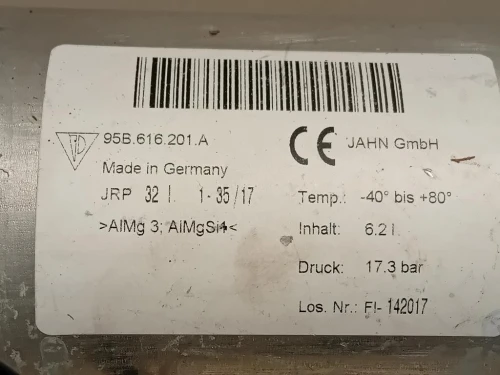 95B.616.201.A
Made in Germany
JRP 32 I. 1-35/17
>AlMg 3; AlMgSi1<
CE JAHN GmbH
Temp.: -40° bis +80°
Inhalt: 6.2 l
Druck: 17.3 bar
Los. Nr.: FI- 142017